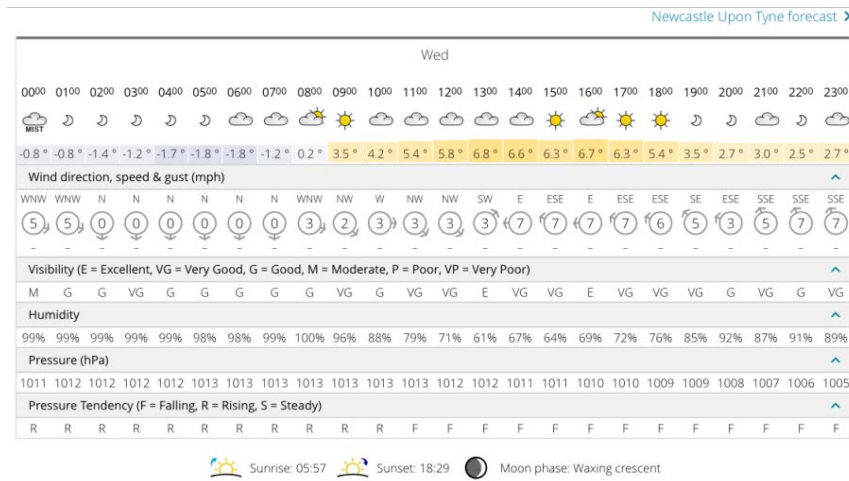 Newcastle Upon Tyne forecast
Wed
0000 0100 0200 0300 0400 0500 0600 0700 0800 0900 1000 1100 1200 1300 1400 1500 1600 1700 1800 1900 2000 2100 2200 2300
MIST
-0.8° -0.8° -1.4° -1.2° -1.7° -1.8° -1.8° -1.2° 0.2° 3.5° 4.2° 5.4° 5.8° 6.8° 6.6° 6.3° 6.7° 6.3° 5.4° 3.5° 2.7° 3.0° 2.5° 2.7°
Wind direction, speed & gust (mph)
WNW WNW N N N N N N WNW NW W NW NW SW E ESE E ESE ESE SE ESE SSE SSE SSE
5 5 0 0 0 0 0 0 3 2 3 3 3 3 7 7 7 7 6 5 3 5 7 7
– – – – – – – – – – – – – – – – – – – – – – – –
Visibility (E = Excellent, VG = Very Good, G = Good, M = Moderate, P = Poor, VP = Very Poor)
M G G VG G G G G G VG G VG VG E VG VG E VG VG VG G VG G VG
Humidity
99% 99% 99% 99% 99% 98% 98% 99% 100% 96% 88% 79% 71% 61% 67% 64% 69% 72% 76% 85% 92% 87% 91% 89%
Pressure (hPa)
1011 1012 1012 1012 1012 1013 1013 1013 1013 1013 1013 1013 1012 1012 1011 1011 1010 1010 1009 1009 1008 1007 1006 1005
Pressure Tendency (F = Falling, R = Rising, S = Steady)
R R R R R R R R R R R F F F F F F F F F F F F F
Sunrise: 05:57 Sunset: 18:29 Moon phase: Waxing crescent